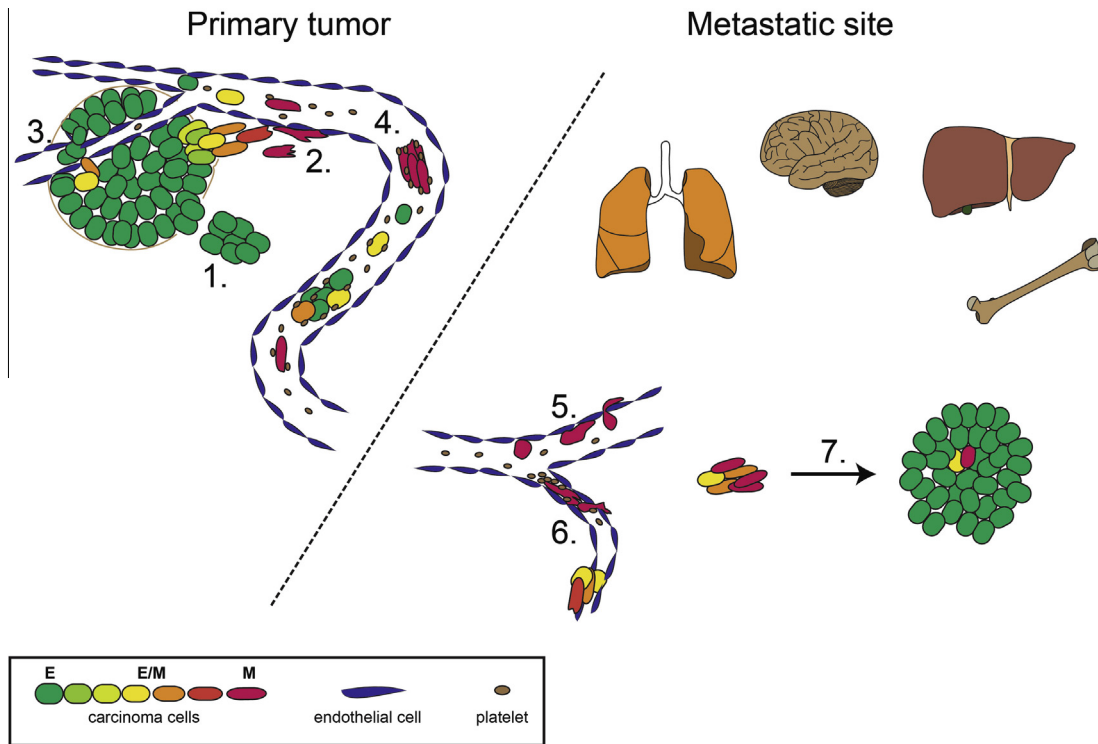 Primary tumor
Metastatic site
3.
4.
2.
1.
5.
7.
6.
E
E/M
M
carcinoma cells
endothelial cell
platelet